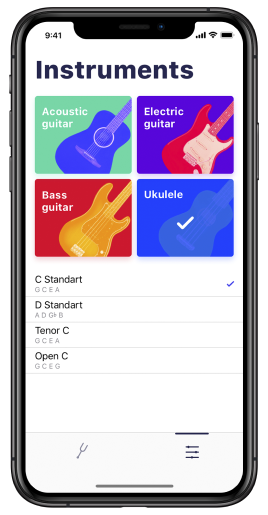 9:41
Instruments
Acoustic
guitar
Electric
guitar
Bass
guitar
Ukulele
C Standart
G C E A
D Standart
A D G♭ B
Tenor C
G C E A
Open C
G C E G